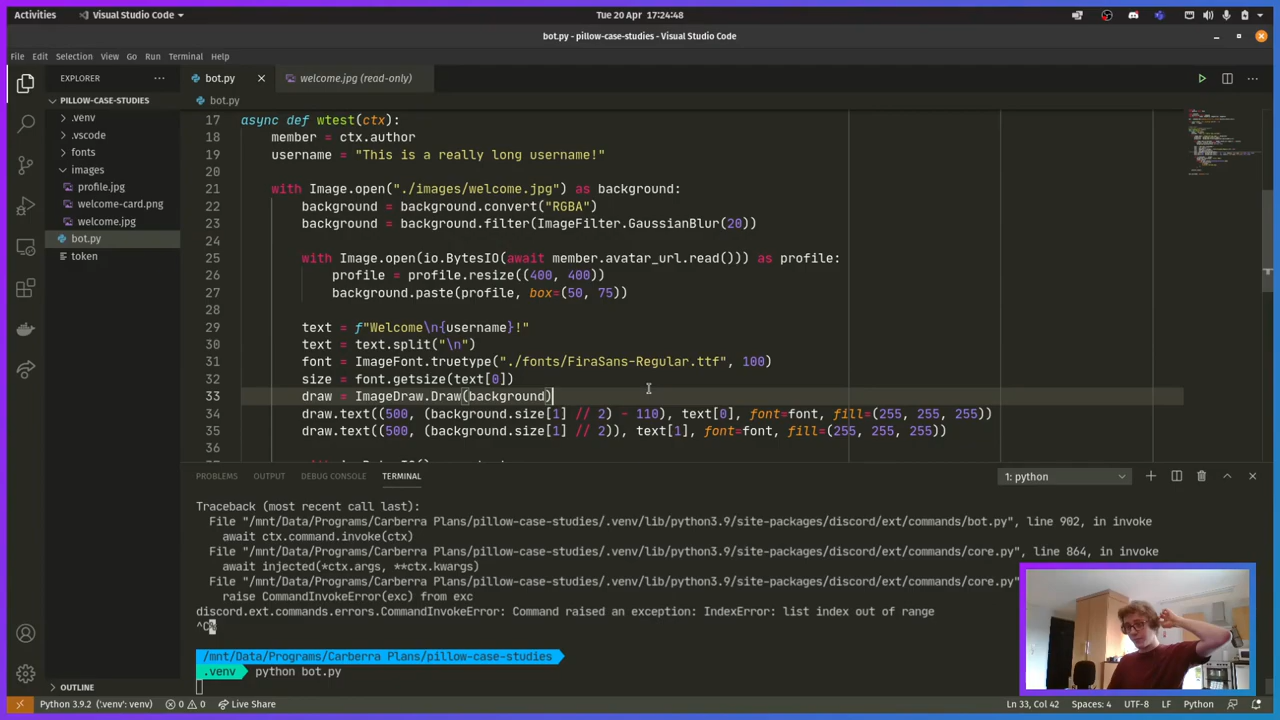 Activities
Visual Studio Code
Tue 20 Apr 17:24:48
bot.py - pillow-case-studies - Visual Studio Code
File Edit Selection View Go Run Terminal Help
EXPLORER
bot.py
welcome.jpg (read-only)
PILLOW-CASE-STUDIES
.venv
.vscode
fonts
images
profile.jpg
welcome-card.png
welcome.jpg
bot.py
token
OUTLINE
bot.py
17 async def wtest(ctx):
18 member = ctx.author
19 username = "This is a really long username!"
20
21 with Image.open("./images/welcome.jpg") as background:
22 background = background.convert("RGBA")
23 background = background.filter(ImageFilter.GaussianBlur(20))
24
25 with Image.open(io.BytesIO(await member.avatar_url.read())) as profile:
26 profile = profile.resize((400, 400))
27 background.paste(profile, box=(50, 75))
28
29 text = f"Welcome\n{username}!"
30 text = text.split("\n")
31 font = ImageFont.truetype("./fonts/FiraSans-Regular.ttf", 100)
32 size = font.getsize(text[0])
33 draw = ImageDraw.Draw(background)
34 draw.text((500, (background.size[1] // 2) - 110), text[0], font=font, fill=(255, 255, 255))
35 draw.text((500, (background.size[1] // 2)), text[1], font=font, fill=(255, 255, 255))
36
PROBLEMS OUTPUT DEBUG CONSOLE TERMINAL
1: python
Traceback (most recent call last):
File "/mnt/Data/Programs/Carberra Plans/pillow-case-studies/.venv/lib/python3.9/site-packages/discord/ext/commands/bot.py", line 902, in invoke
await ctx.command.invoke(ctx)
File "/mnt/Data/Programs/Carberra Plans/pillow-case-studies/.venv/lib/python3.9/site-packages/discord/ext/commands/core.py", line 864, in invoke
await injected(*ctx.args, **ctx.kwargs)
File "/mnt/Data/Programs/Carberra Plans/pillow-case-studies/.venv/lib/python3.9/site-packages/discord/ext/commands/core.py"
raise CommandInvokeError(exc) from exc
discord.ext.commands.errors.CommandInvokeError: Command raised an exception: IndexError: list index out of range
^C%
/mnt/Data/Programs/Carberra Plans/pillow-case-studies
.venv python bot.py
Python 3.9.2 ('.venv': venv) 0 0 Live Share
Ln 33, Col 42 Spaces: 4 UTF-8 LF Python